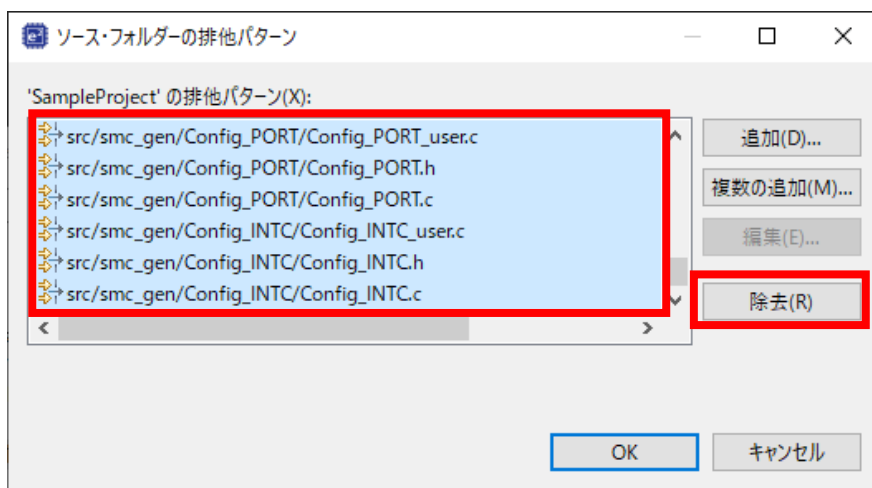 ソース・フォルダーの排他パターン
'SampleProject' の排他パターン(X):
src/smc_gen/Config_PORT/Config_PORT_user.c
src/smc_gen/Config_PORT/Config_PORT.h
src/smc_gen/Config_PORT/Config_PORT.c
src/smc_gen/Config_INTC/Config_INTC_user.c
src/smc_gen/Config_INTC/Config_INTC.h
src/smc_gen/Config_INTC/Config_INTC.c
追加(D)...
複数の追加(M)...
編集(E)...
除去(R)
OK
キャンセル